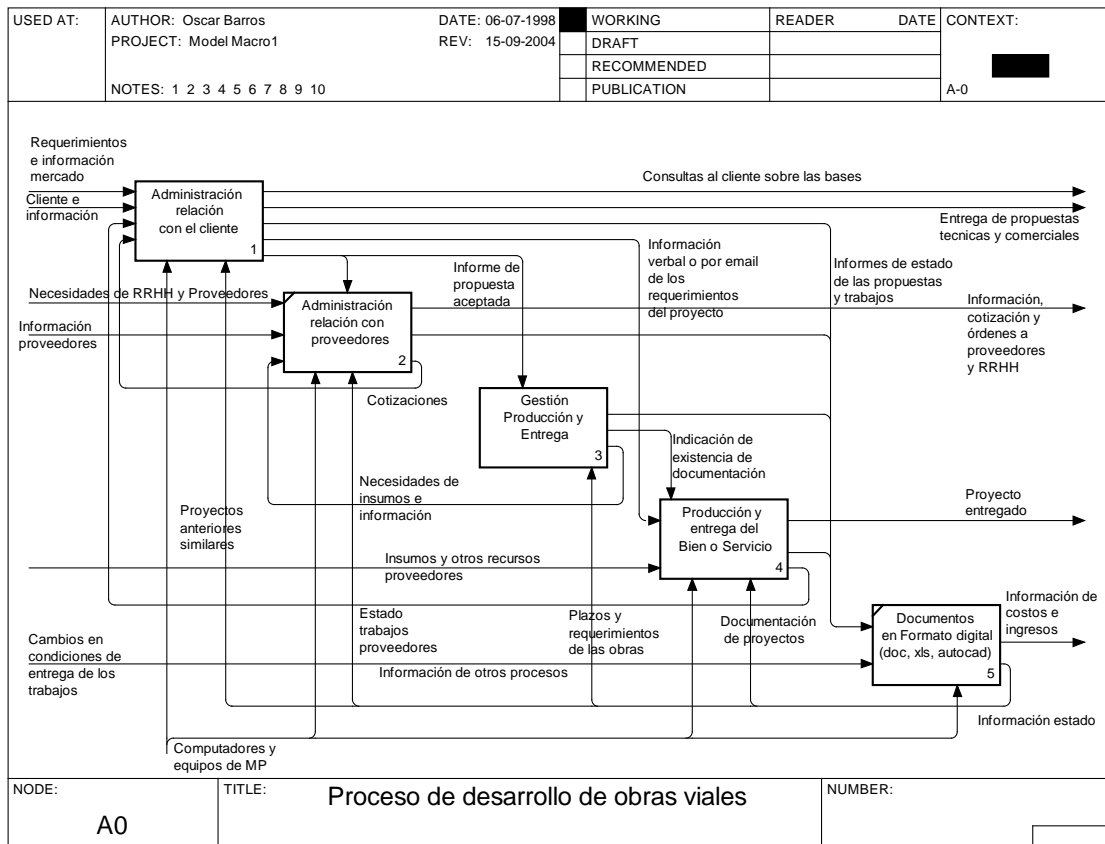 USED AT:
AUTHOR: Oscar Barros
DATE: 06-07-1998
WORKING
READER
DATE
CONTEXT:
PROJECT: Model Macro1
REV: 15-09-2004
DRAFT
RECOMMENDED
NOTES: 1 2 3 4 5 6 7 8 9 10
PUBLICATION
A-0
Requerimientos
e información
mercado
Cliente e
información
Administración
relación
con el cliente
1
Consultas al cliente sobre las bases
Entrega de propuestas
tecnicas y comerciales
Informe de
propuesta
aceptada
Información
verbal o por email
de los
requerimientos
del proyecto
Informes de estado
de las propuestas
y trabajos
Necesidades de RRHH y Proveedores
Información
proveedores
Administración
relación con
proveedores
2
Información,
cotización y
órdenes a
proveedores
y RRHH
Cotizaciones
Gestión
Producción y
Entrega
3
Indicación de
existencia de
documentación
Necesidades de
insumos e
información
Proyectos
anteriores
similares
Producción y
entrega del
Bien o Servicio
4
Proyecto
entregado
Insumos y otros recursos
proveedores
Estado
trabajos
proveedores
Plazos y
requerimientos
de las obras
Documentación
de proyectos
Documentos
en Formato digital
(doc, xls, autocad)
5
Información de
costos e
ingresos
Cambios en
condiciones de
entrega de los
trabajos
Información de otros procesos
Información estado
Computadores y
equipos de MP
NODE:
TITLE:
NUMBER:
A0
Proceso de desarrollo de obras viales